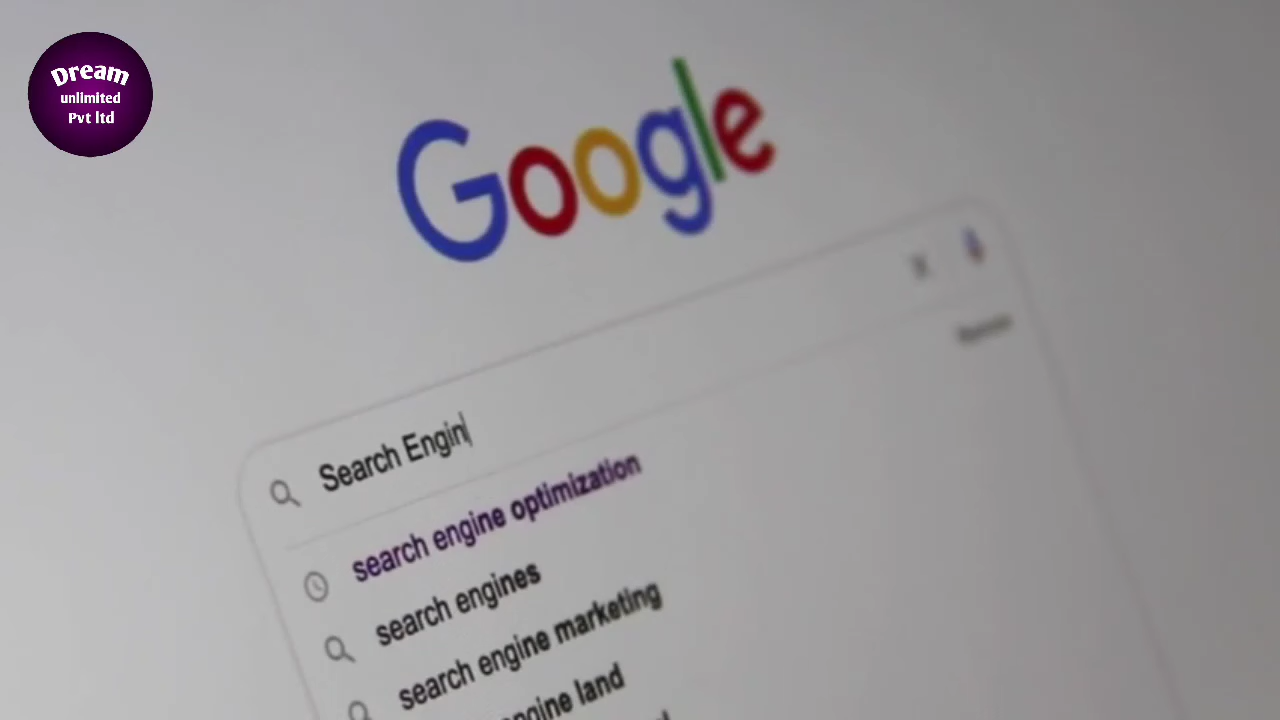 Dream
unlimited
Pvt ltd
Google
Search Engin
search engine optimization
search engines
search engine marketing
engine land